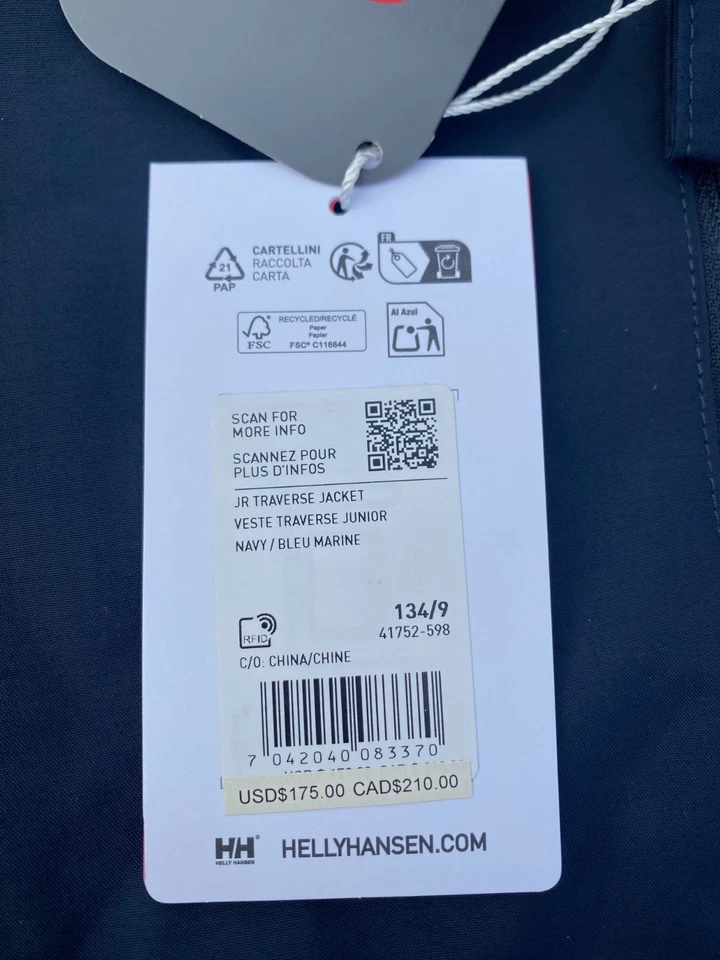 CARTELLINI
RACCOLTA
CARTA
21
PAP
FR
RECYCLED/RECYCLÉ
Paper
Papier
FSC® C116844
FSC
Al Azul
SCAN FOR
MORE INFO
SCANNEZ POUR
PLUS D'INFOS
JR TRAVERSE JACKET
VESTE TRAVERSE JUNIOR
NAVY / BLEU MARINE
134/9
41752-598
RFID
C/O: CHINA/CHINE
7 042040 083370
USD$175.00 CAD$210.00
HH®
HELLY HANSEN
HELLYHANSEN.COM